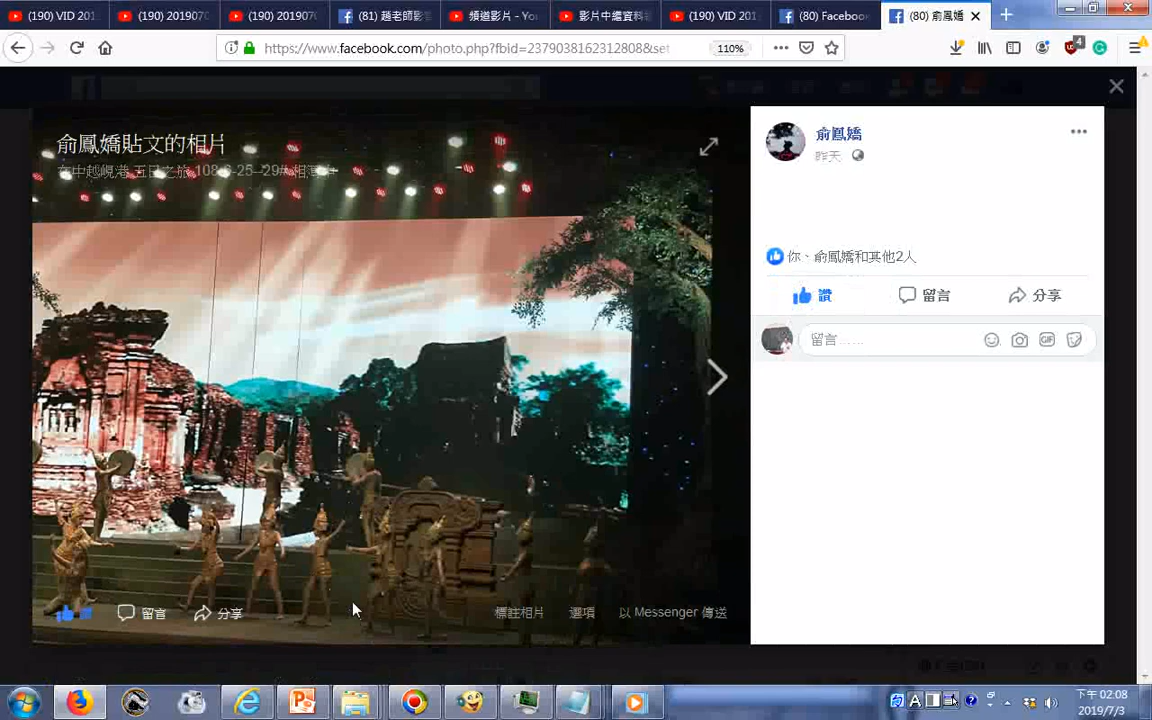 (190) VID 201
(190) 2019070
(190) 2019070
(81) 趙老師影
頻道影片 - You
影片中繼資料
(190) VID 201
(80) Facebook
(80) 俞鳳嬌
https://www.facebook.com/photo.php?fbid=2379038162312808&set
110%
4
俞鳳嬌貼文的相片
俞鳳嬌
昨天
你、俞鳳嬌和其他2人
讚
留言
分享
留言……
留言
分享
標註相片
選項
以 Messenger 傳送
下午 02:08
2019/7/3